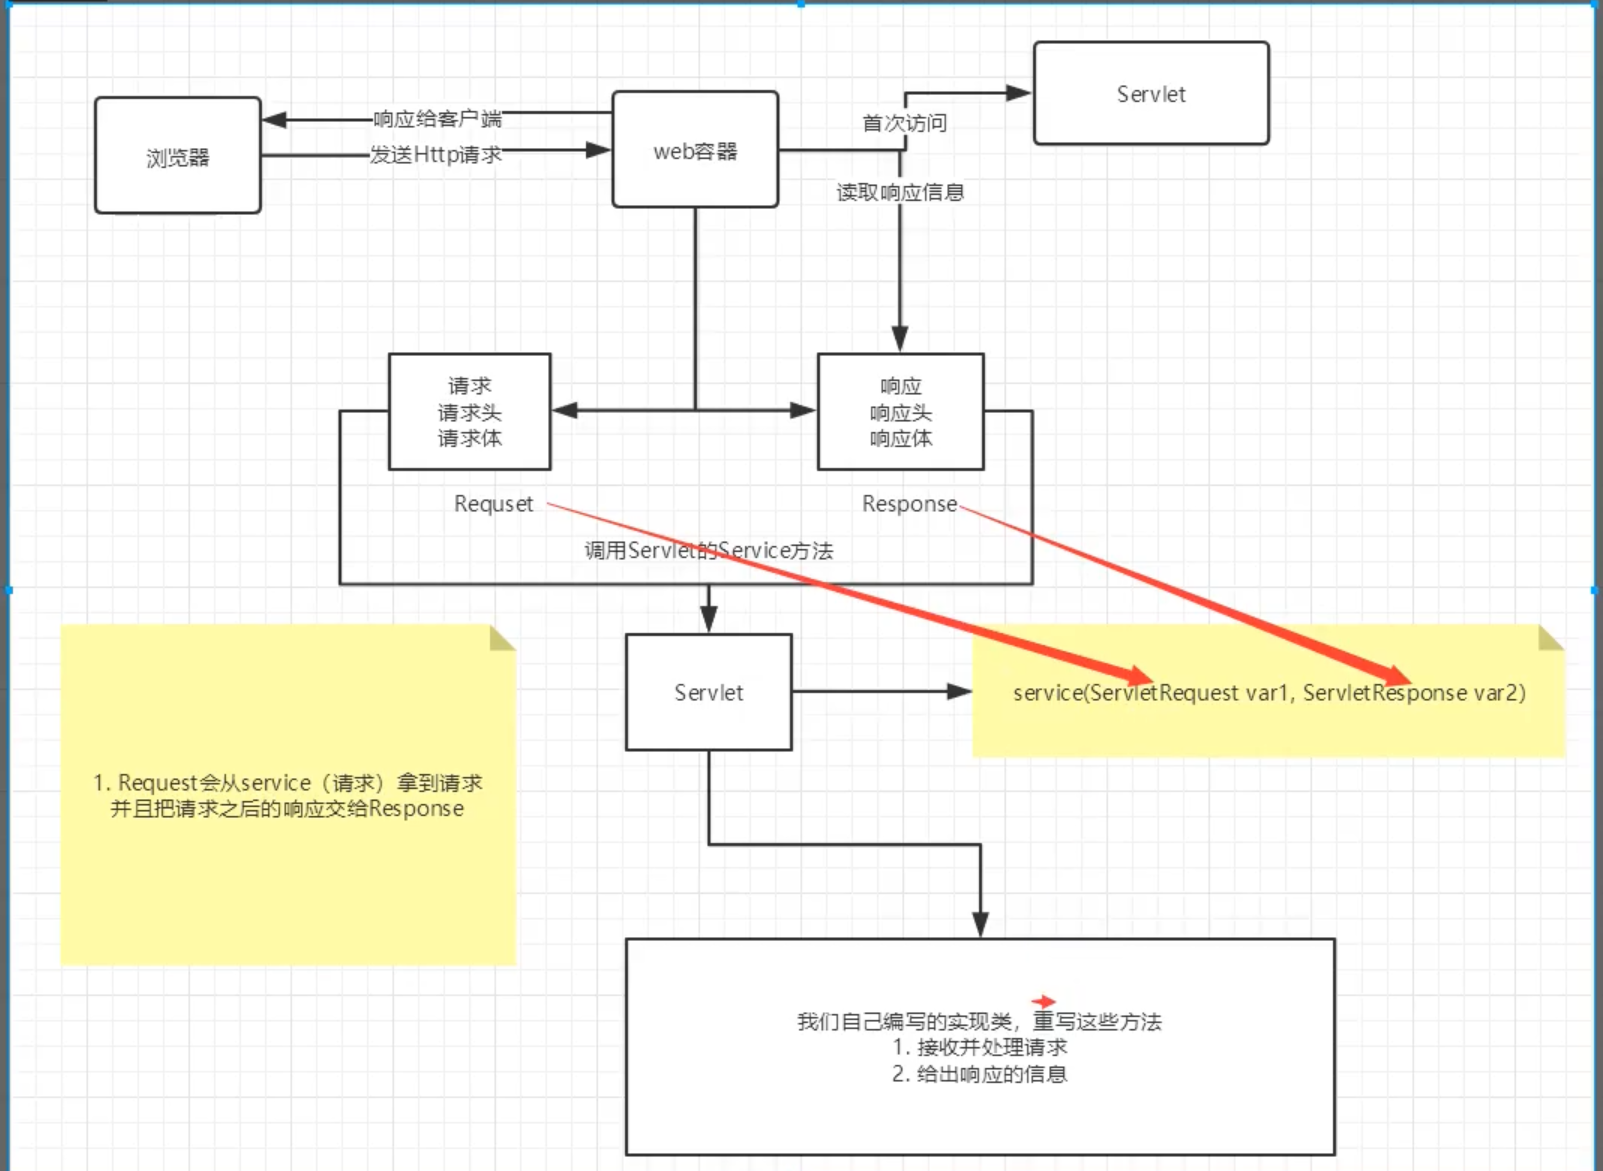 Servlet
响应给客户端
首次访问
浏览器
发送Http请求
web容器
读取响应信息
请求
请求头
请求体
响应
响应头
响应体
Requset
Response
调用Servlet的Service方法
Servlet
service(ServletRequest var1, ServletResponse var2)
1. Request会从service（请求）拿到请求
并且把请求之后的响应交给Response
我们自己编写的实现类，重写这些方法
1. 接收并处理请求
2. 给出响应的信息